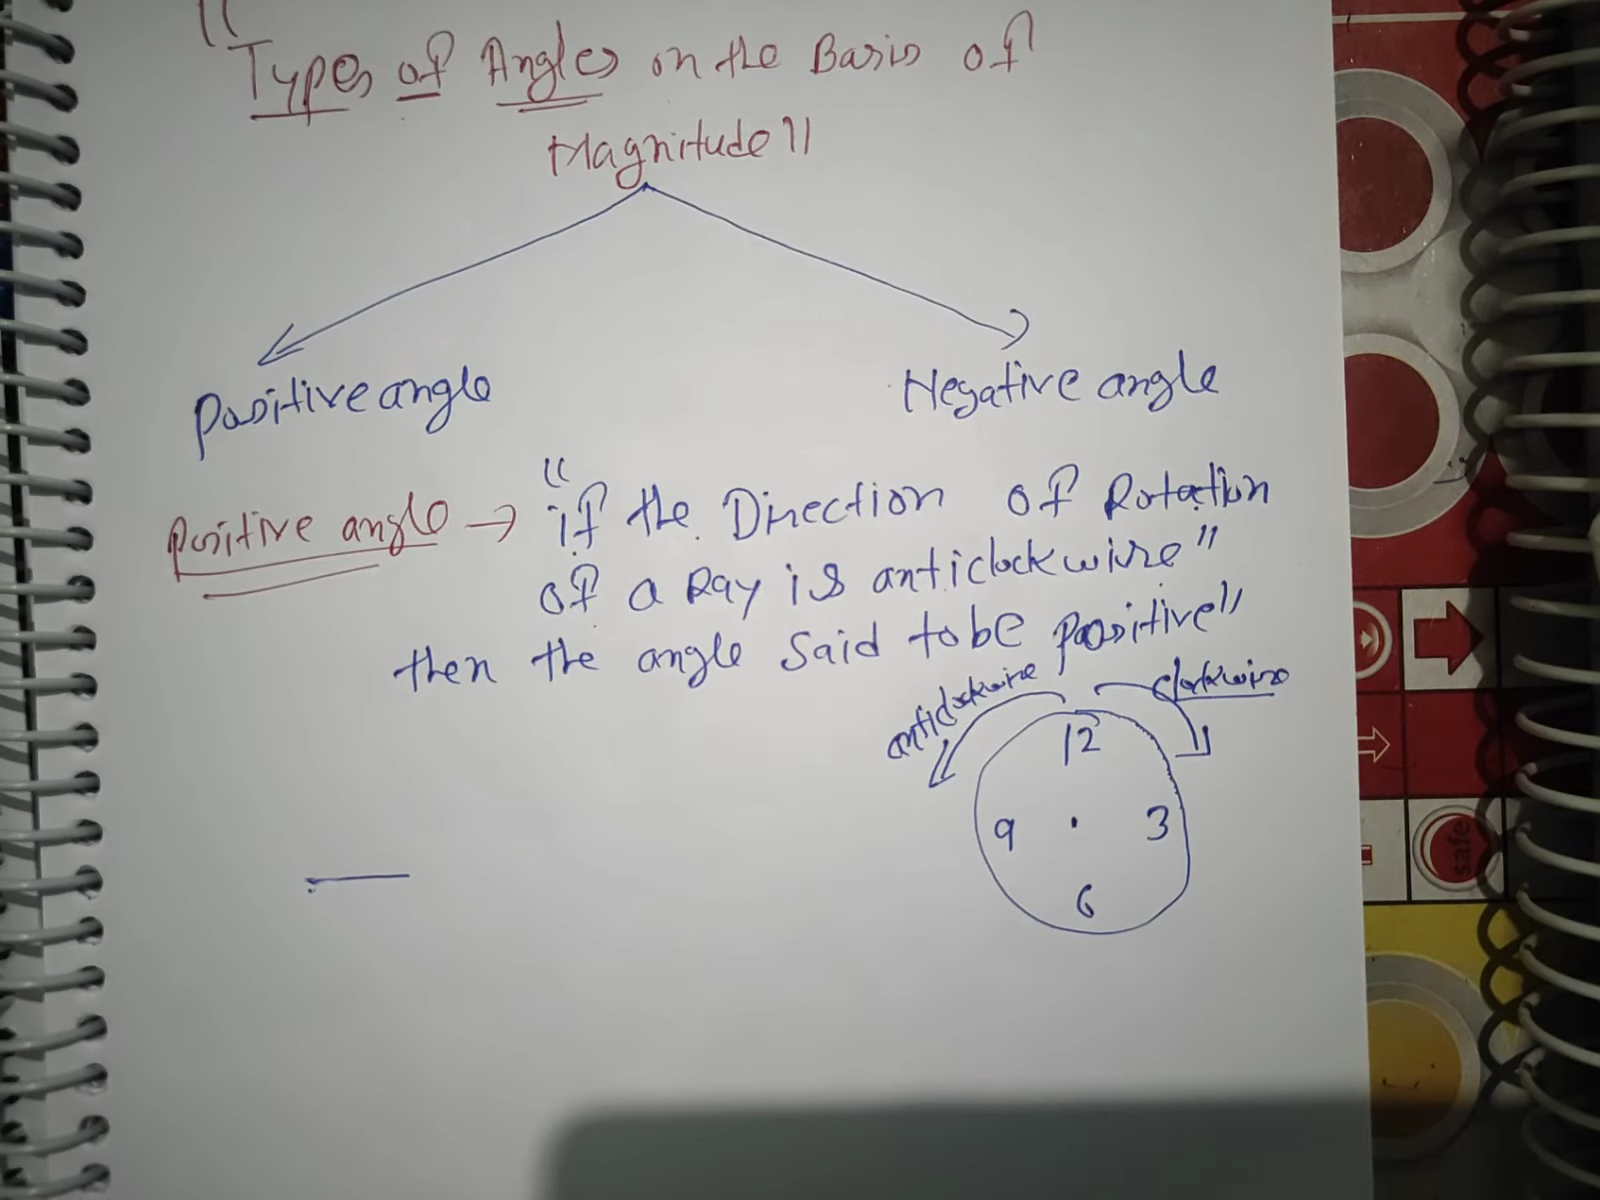 "Types of Angles on the Basis of
Magnitude"
Positive angle
Negative angle
Positive angle → "if the Direction of Rotation
of a Ray is anticlockwise"
then the angle said to be positive"
anticlockwise
clockwise
12
9
3
6
safe